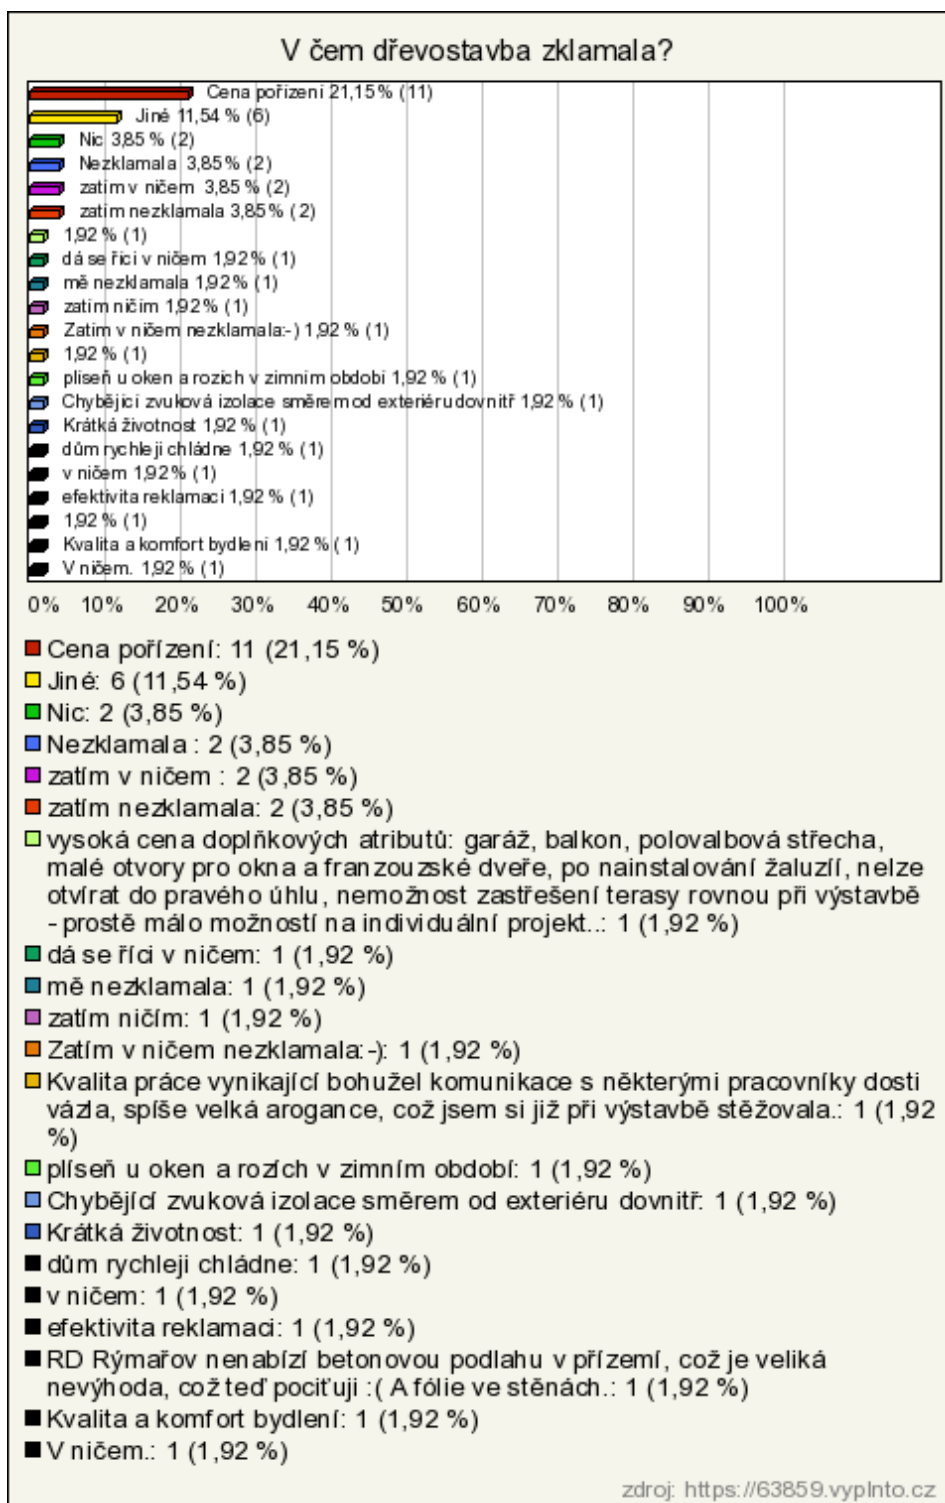 V čem dřevostavba zklamala?
Cena pořízení 21,15 % (11)
Jiné 11,54 % (6)
Nic 3,85 % (2)
Nezklamala 3,85 % (2)
zatím v ničem 3,85 % (2)
zatím nezklamala 3,85 % (2)
1,92 % (1)
dá se říci v ničem 1,92 % (1)
mě nezklamala 1,92 % (1)
zatím ničím 1,92 % (1)
Zatím v ničem nezklamala:-) 1,92 % (1)
1,92 % (1)
plíseň u oken a rozích v zimním období 1,92 % (1)
Chybějící zvuková izolace směrem od exteriéru dovnitř 1,92 % (1)
Krátká životnost 1,92 % (1)
dům rychleji chládne 1,92 % (1)
v ničem 1,92 % (1)
efektivita reklamaci 1,92 % (1)
1,92 % (1)
Kvalita a komfort bydlení 1,92 % (1)
V ničem. 1,92 % (1)
0% 10% 20% 30% 40% 50% 60% 70% 80% 90% 100%
Cena pořízení: 11 (21,15 %)
Jiné: 6 (11,54 %)
Nic: 2 (3,85 %)
Nezklamala : 2 (3,85 %)
zatím v ničem : 2 (3,85 %)
zatím nezklamala: 2 (3,85 %)
vysoká cena doplňkových atributů: garáž, balkon, polovalbová střecha,
malé otvory pro okna a franzouzské dveře, po nainstalování žaluzíí, nelze
otvírat do pravého úhlu, nemožnost zastřešení terasy rovnou při výstavbě
- prostě málo možností na individuální projekt..: 1 (1,92 %)
dá se říci v ničem: 1 (1,92 %)
mě nezklamala: 1 (1,92 %)
zatím ničím: 1 (1,92 %)
Zatím v ničem nezklamala:-): 1 (1,92 %)
Kvalita práce vynikající bohužel komunikace s některými pracovníky dosti
vázla, spíše velká arogance, což jsem si již při výstavbě stěžovala.: 1 (1,92
%)
plíseň u oken a rozích v zimním období: 1 (1,92 %)
Chybějící zvuková izolace směrem od exteriéru dovnitř: 1 (1,92 %)
Krátká životnost: 1 (1,92 %)
dům rychleji chládne: 1 (1,92 %)
v ničem: 1 (1,92 %)
efektivita reklamaci: 1 (1,92 %)
RD Rýmařov nenabízí betonovou podlahu v přízemí, což je veliká
nevýhoda, což teď pociťuji :( A fólie ve stěnách.: 1 (1,92 %)
Kvalita a komfort bydlení: 1 (1,92 %)
V ničem.: 1 (1,92 %)
zdroj: https://63859.vyplnto.cz